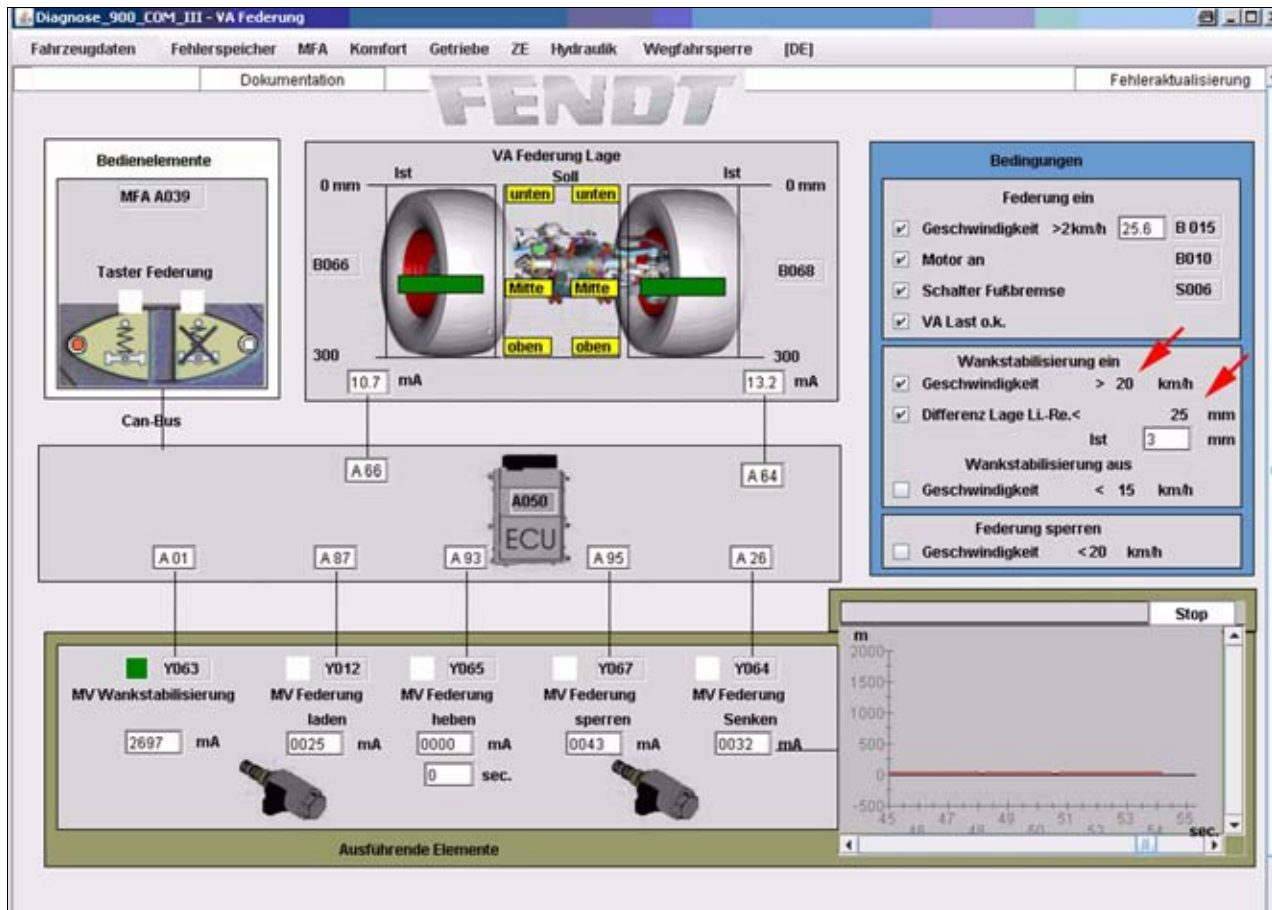 Diagnose_900_COM_III - VA Federung
Fahrzeugdaten Fehlerspeicher MFA Komfort Getriebe ZE Hydraulik Wegfahrsperre [DE]
Dokumentation Fehleraktualisierung
FENDT
Bedienelemente
MFA A039
Taster Federung
Can-Bus
VA Federung Lage
Ist Soll Ist
0 mm unten unten 0 mm
B066 B068
Mitte Mitte
oben oben
300 300
10.7 mA 13.2 mA
Bedingungen
Federung ein
Geschwindigkeit >2km/h 25.6 B 015
Motor an B010
Schalter Fußbremse S006
VA Last o.k.
Wankstabilisierung ein
Geschwindigkeit > 20 km/h
Differenz Lage Li.-Re.< 25 mm
Ist 3 mm
Wankstabilisierung aus
Geschwindigkeit < 15 km/h
Federung sperren
Geschwindigkeit <20 km/h
A 66 A 64
A050
ECU
A 01 A 87 A 93 A 95 A 26
Y063 Y012 Y065 Y067 Y064
MV Wankstabilisierung MV Federung MV Federung MV Federung MV Federung
laden heben sperren Senken
2697 mA 0025 mA 0000 mA 0043 mA 0032 mA
0 sec.
Ausführende Elemente
Stop
m
2000
1500
1000
500
0
-500
45 47 49 51 53 55
46 48 50 52 54 sec.